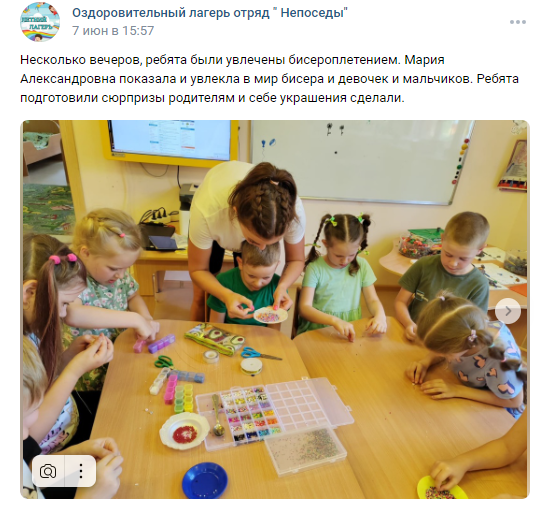 Оздоровительный лагерь отряд " Непоседы"
7 июн в 15:57
Несколько вечеров, ребята были увлечены бисероплетением. Мария
Александровна показала и увлекла в мир бисера и девочек и мальчиков. Ребята
подготовили сюрпризы родителям и себе украшения сделали.